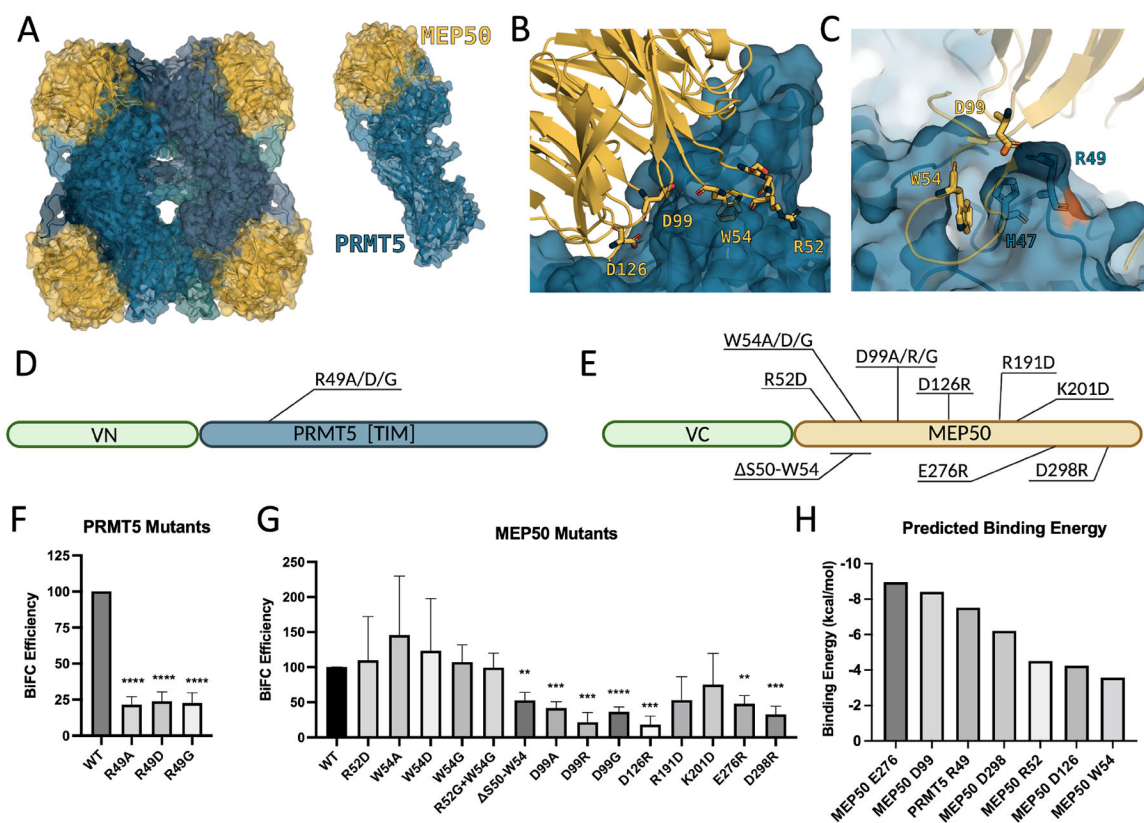 A
MEP50
PRMT5
B
D99
W54
R52
D126
C
D99
R49
W54
H47
D
R49A/D/G
VN
PRMT5 [TIM]
E
W54A/D/G
D99A/R/G
R191D
R52D
D126R
K201D
VC
MEP50
ΔS50-W54
E276R
D298R
F
PRMT5 Mutants
BiFC Efficiency
125
100
75
50
25
0
**** **** ****
WT
R49A
R49D
R49G
G
MEP50 Mutants
BiFC Efficiency
250
200
150
100
50
0
** *** *** **** *** ** ***
WT
R52D
W54A
W54D
W54G
R52G+W54G
ΔS50-W54
D99A
D99R
D99G
D126R
R191D
K201D
E276R
D298R
H
Predicted Binding Energy
Binding Energy (kcal/mol)
-10
-8
-6
-4
-2
0
MEP50 E276
MEP50 D99
PRMT5 R49
MEP50 D298
MEP50 R52
MEP50 D126
MEP50 W54